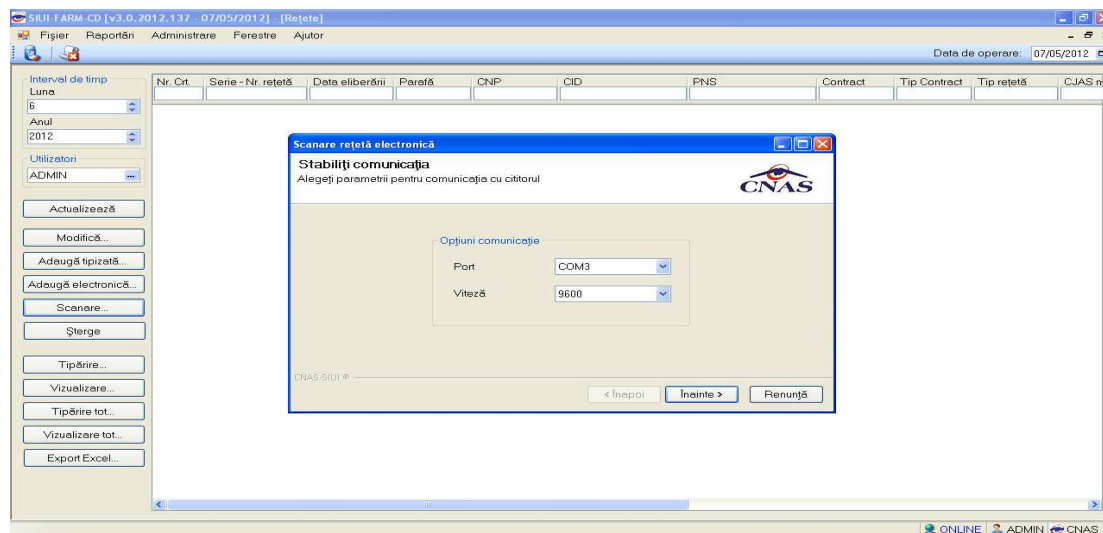 SIUI-FARM-CD [v3.0.2012.137 - 07/05/2012] - [Rețete]
Fișier Raportări Administrare Ferestre Ajutor
Data de operare: 07/05/2012
Interval de timp
Luna
6
Anul
2012
Utilizatori
ADMIN ...
Actualizează
Modifică...
Adaugă tipizată...
Adaugă electronică...
Scanare...
Șterge
Tipărire...
Vizualizare...
Tipărire tot...
Vizualizare tot...
Export Excel...
Nr. Crt. Serie - Nr. rețetă Data eliberării Parafă CNP CID PNS Contract Tip Contract Tip rețetă CJAS
Scanare rețetă electronică
Stabiliţi comunicaţia
Alegeți parametrii pentru comunicația cu cititorul
CNAS
Opțiuni comunicație
Port COM3
Viteză 9600
CNAS-SIUI ®
< Înapoi Înainte > Renunță
ONLINE ADMIN CNAS